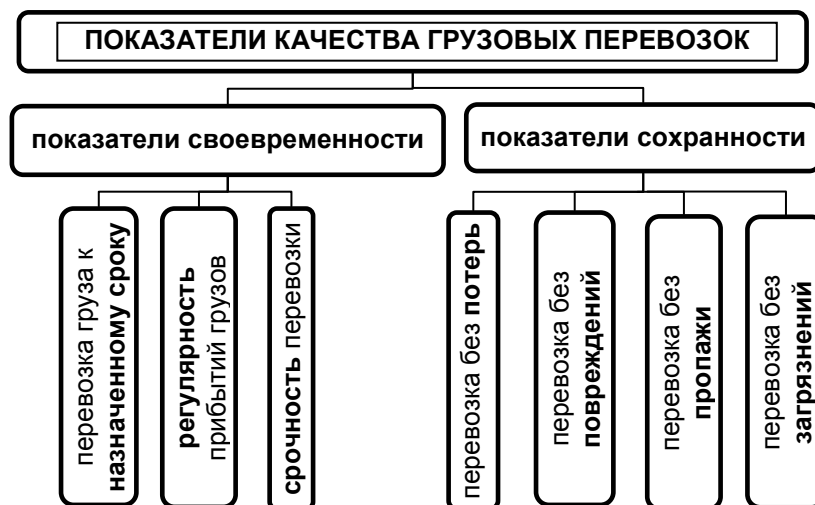 ПОКАЗАТЕЛИ КАЧЕСТВА ГРУЗОВЫХ ПЕРЕВОЗОК
показатели своевременности
показатели сохранности
перевозка груза к
назначенному сроку
регулярность
прибытий грузов
срочность перевозки
перевозка без потерь
перевозка без
повреждений
перевозка без
пропажи
перевозка без
загрязнений